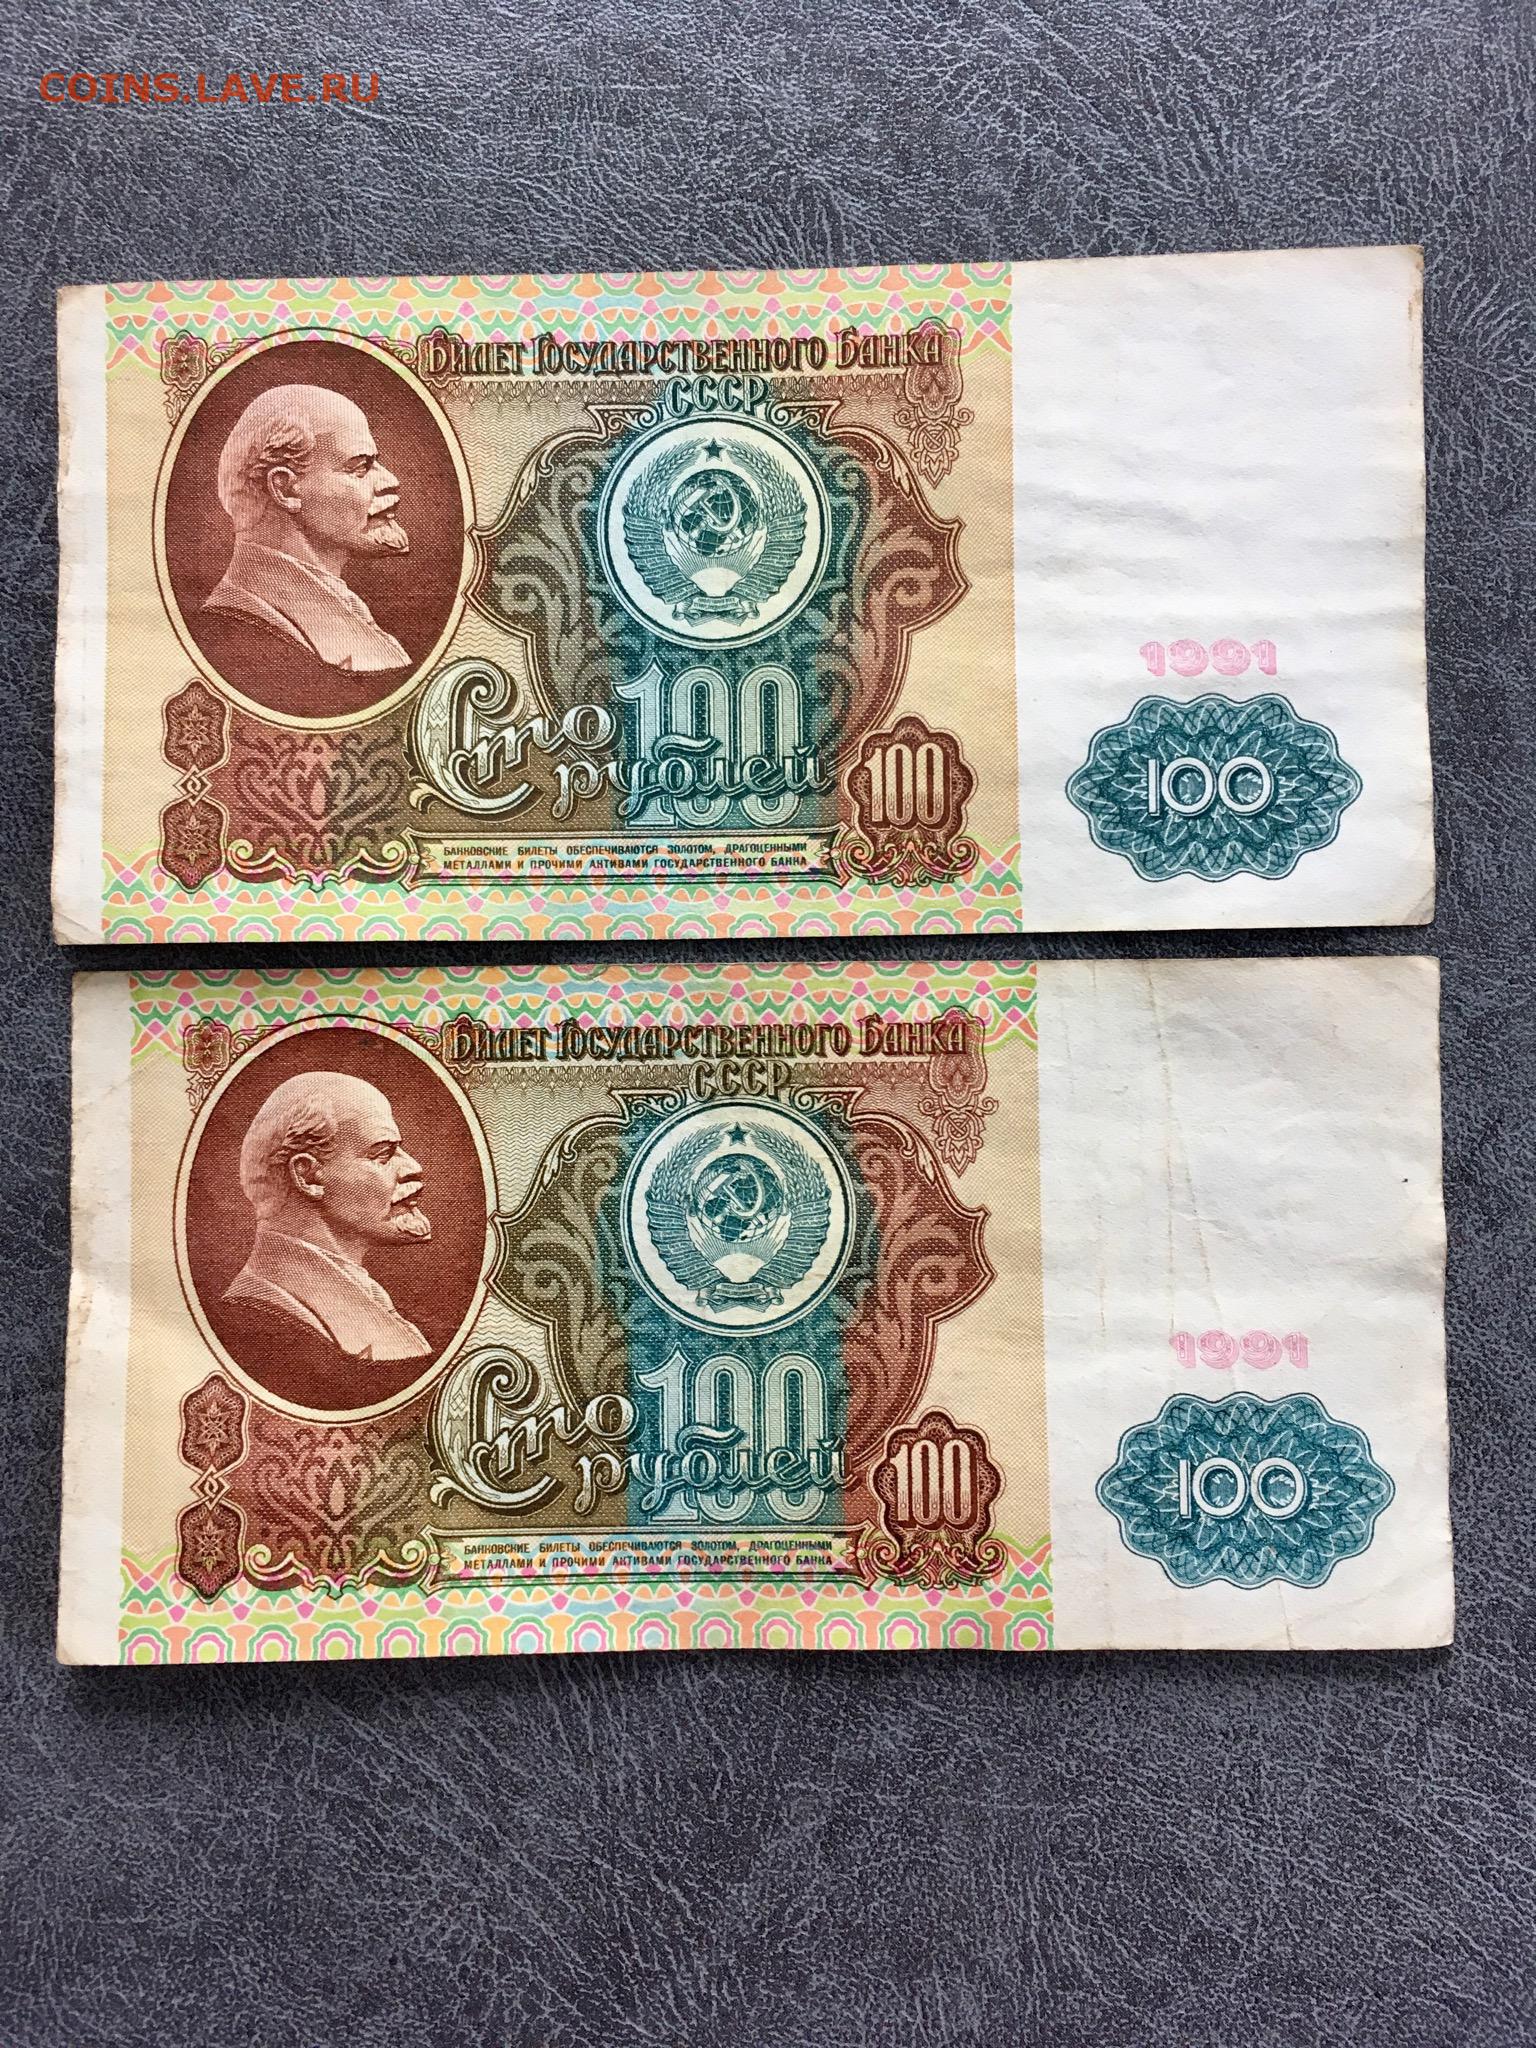 COINS.LAVE.RU
Билет Государственного Банка
СССР
1991
100
Сто
рублей
100
100
БАНКОВСКИЕ БИЛЕТЫ ОБЕСПЕЧИВАЮТСЯ ЗОЛОТОМ, ДРАГОЦЕННЫМИ
МЕТАЛЛАМИ И ПРОЧИМИ АКТИВАМИ ГОСУДАРСТВЕННОГО БАНКА
Билет Государственного Банка
СССР
1991
100
Сто
рублей
100
100
БАНКОВСКИЕ БИЛЕТЫ ОБЕСПЕЧИВАЮТСЯ ЗОЛОТОМ, ДРАГОЦЕННЫМИ
МЕТАЛЛАМИ И ПРОЧИМИ АКТИВАМИ ГОСУДАРСТВЕННОГО БАНКА